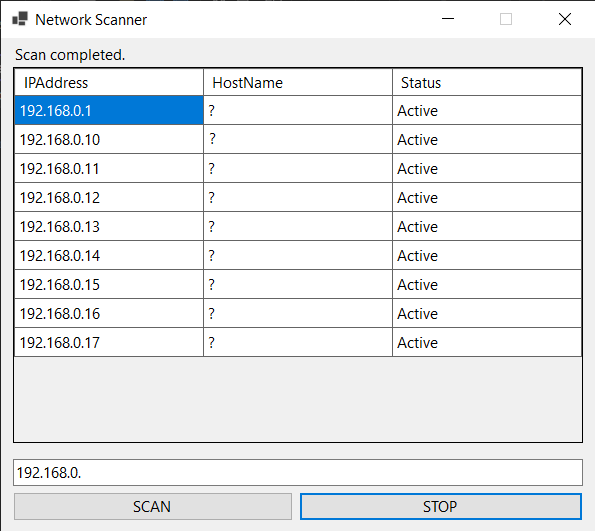 Network Scanner
Scan completed.
IPAddress HostName Status
192.168.0.1 ? Active
192.168.0.10 ? Active
192.168.0.11 ? Active
192.168.0.12 ? Active
192.168.0.13 ? Active
192.168.0.14 ? Active
192.168.0.15 ? Active
192.168.0.16 ? Active
192.168.0.17 ? Active
192.168.0.
SCAN STOP